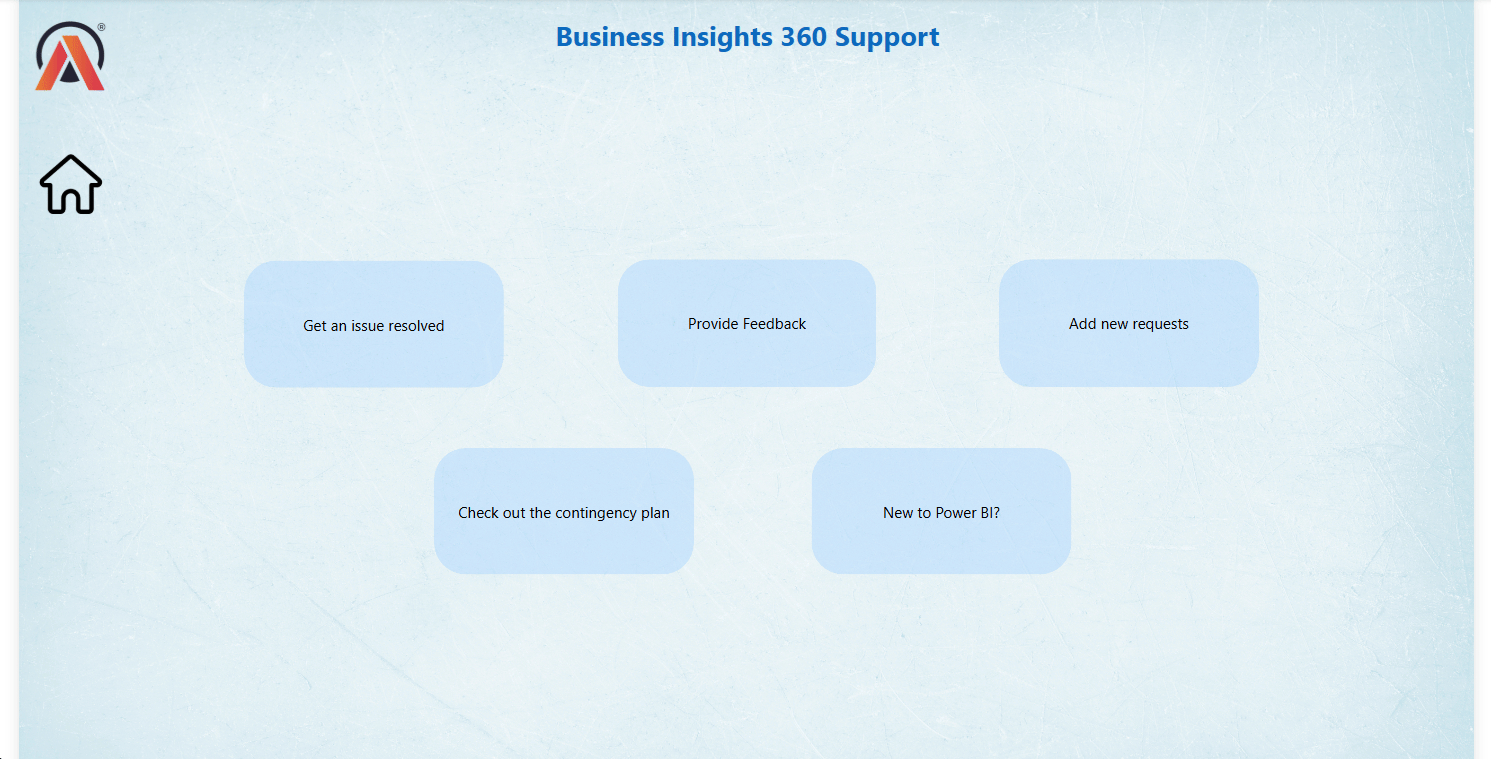 Business Insights 360 Support
Get an issue resolved
Provide Feedback
Add new requests
Check out the contingency plan
New to Power BI?